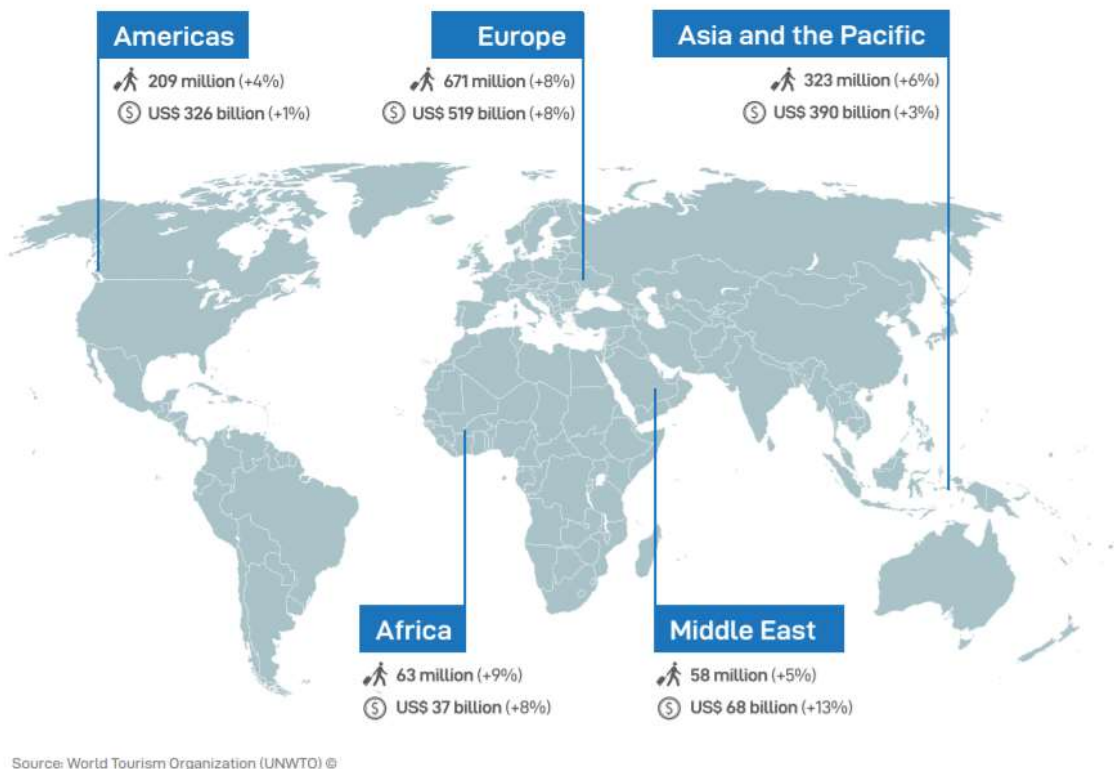 Americas
209 million (+4%)
US$ 326 billion (+1%)
Europe
671 million (+8%)
US$ 519 billion (+8%)
Asia and the Pacific
323 million (+6%)
US$ 390 billion (+3%)
Africa
63 million (+9%)
US$ 37 billion (+8%)
Middle East
58 million (+5%)
US$ 68 billion (+13%)
Source: World Tourism Organization (UNWTO) ©